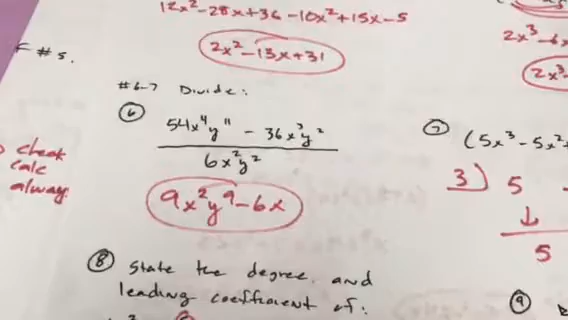 12x²-28x+36-10x²+15x-5
2x²-13x+31
#5.
2x³-6x
2x³-
#6-7 Divide:
⑥ 54x⁴y¹¹ - 36x³y²
6x²y²
9x²y⁹-6x
check
calc
always
⑦ (5x³-5x²+
3) 5
↓
5
⑧ State the degree and
leading coefficient of:
⑨